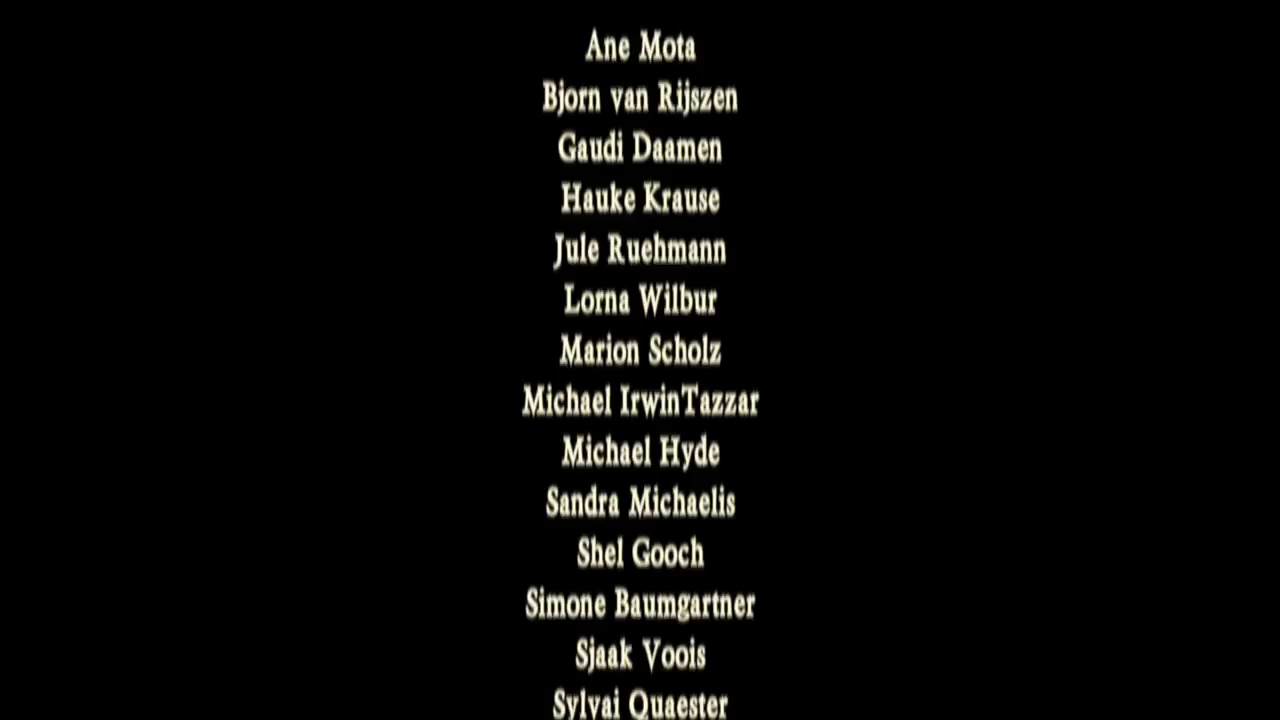 Ane Mota
Bjorn van Rijszen
Gaudi Daamen
Hauke Krause
Jule Ruehmann
Lorna Wilbur
Marion Scholz
Michael IrwinTazzar
Michael Hyde
Sandra Michaelis
Shel Gooch
Simone Baumgartner
Sjaak Voois
Sylvai Quaester